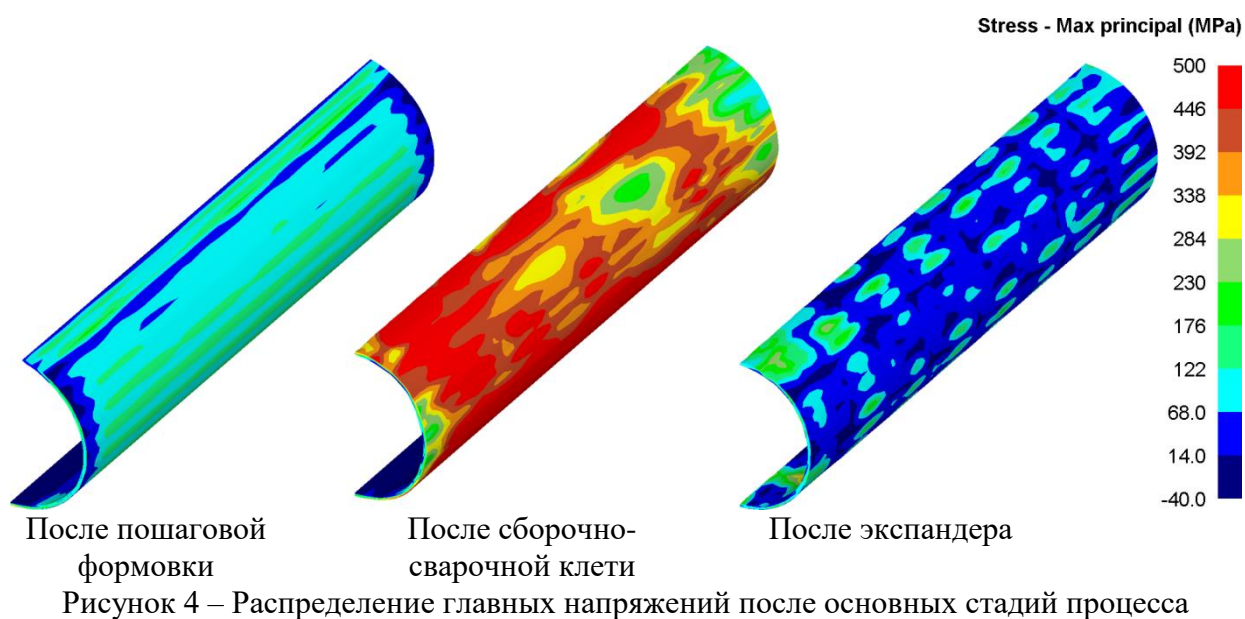 Stress - Max principal (MPa)
500
446
392
338
284
230
176
122
68.0
14.0
-40.0
После пошаговой
формовки
После сборочно-
сварочной клети
После экспандера
Рисунок 4 – Распределение главных напряжений после основных стадий процесса